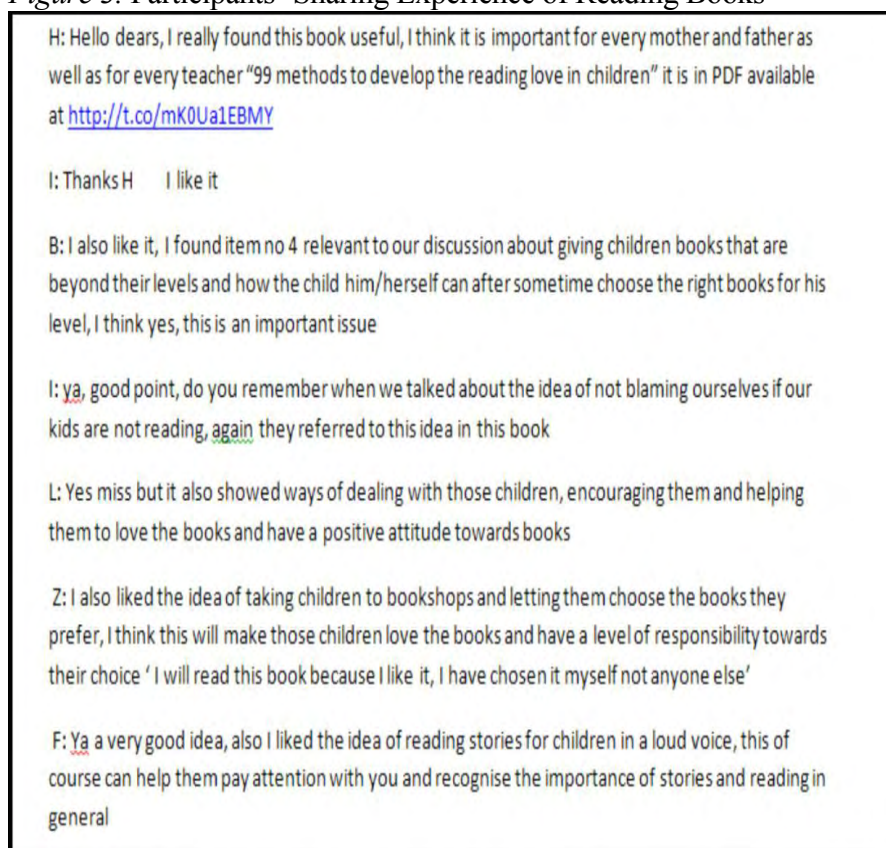 Figure 3. Participants' Sharing Experience of Reading Books
H: Hello dears, I really found this book useful, I think it is important for every mother and father as
well as for every teacher "99 methods to develop the reading love in children" it is in PDF available
at http://t.co/mK0Ua1EBMY
I: Thanks H I like it
B: I also like it, I found item no 4 relevant to our discussion about giving children books that are
beyond their levels and how the child him/herself can after sometime choose the right books for his
level, I think yes, this is an important issue
I: ya, good point, do you remember when we talked about the idea of not blaming ourselves if our
kids are not reading, again they referred to this idea in this book
L: Yes miss but it also showed ways of dealing with those children, encouraging them and helping
them to love the books and have a positive attitude towards books
Z: I also liked the idea of taking children to bookshops and letting them choose the books they
prefer, I think this will make those children love the books and have a level of responsibility towards
their choice ' I will read this book because I like it, I have chosen it myself not anyone else'
F: Ya a very good idea, also I liked the idea of reading stories for children in a loud voice, this of
course can help them pay attention with you and recognise the importance of stories and reading in
general